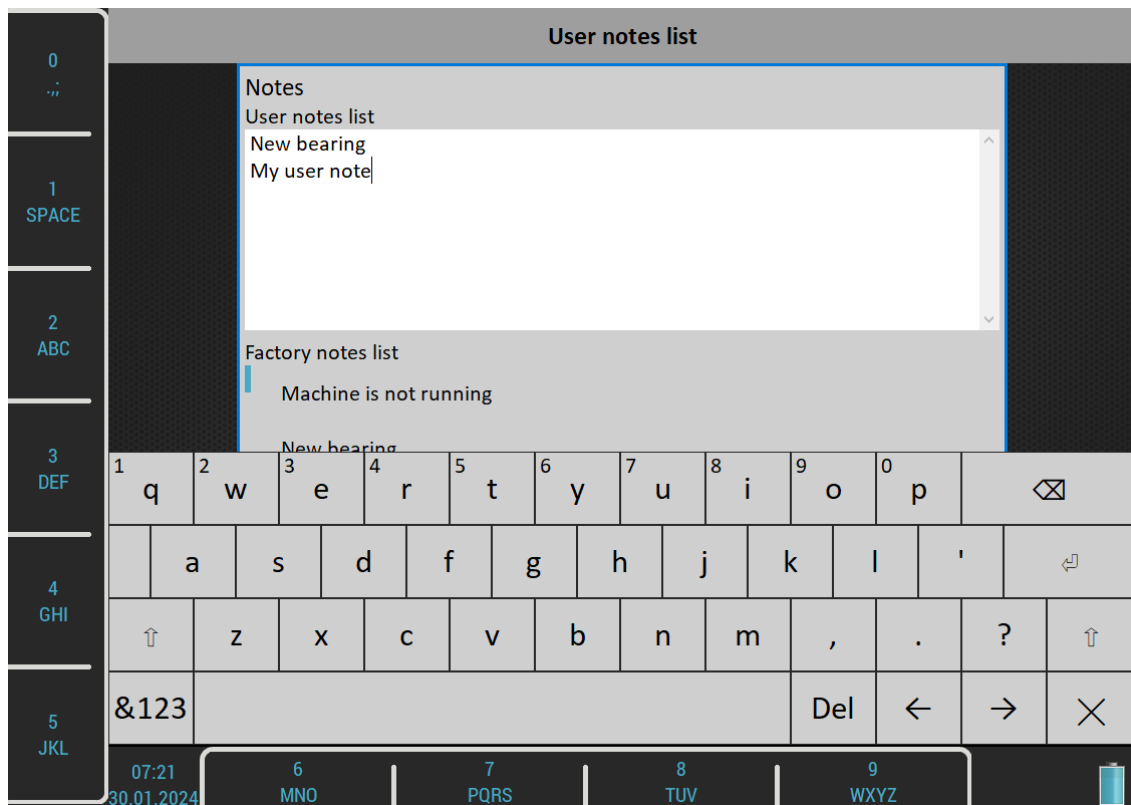 User notes list
0
.,;
1
SPACE
2
ABC
3
DEF
4
GHI
5
JKL
Notes
User notes list
New bearing
My user note
Factory notes list
Machine is not running
New bearing
1 q 2 w 3 e 4 r 5 t 6 y 7 u 8 i 9 o 0 p ⌫
a s d f g h j k l ' ⏎
⇧ z x c v b n m , . ? ⇧
&123 Del ← → ×
07:21
30.01.2024
6
MNO
7
PQRS
8
TUV
9
WXYZ